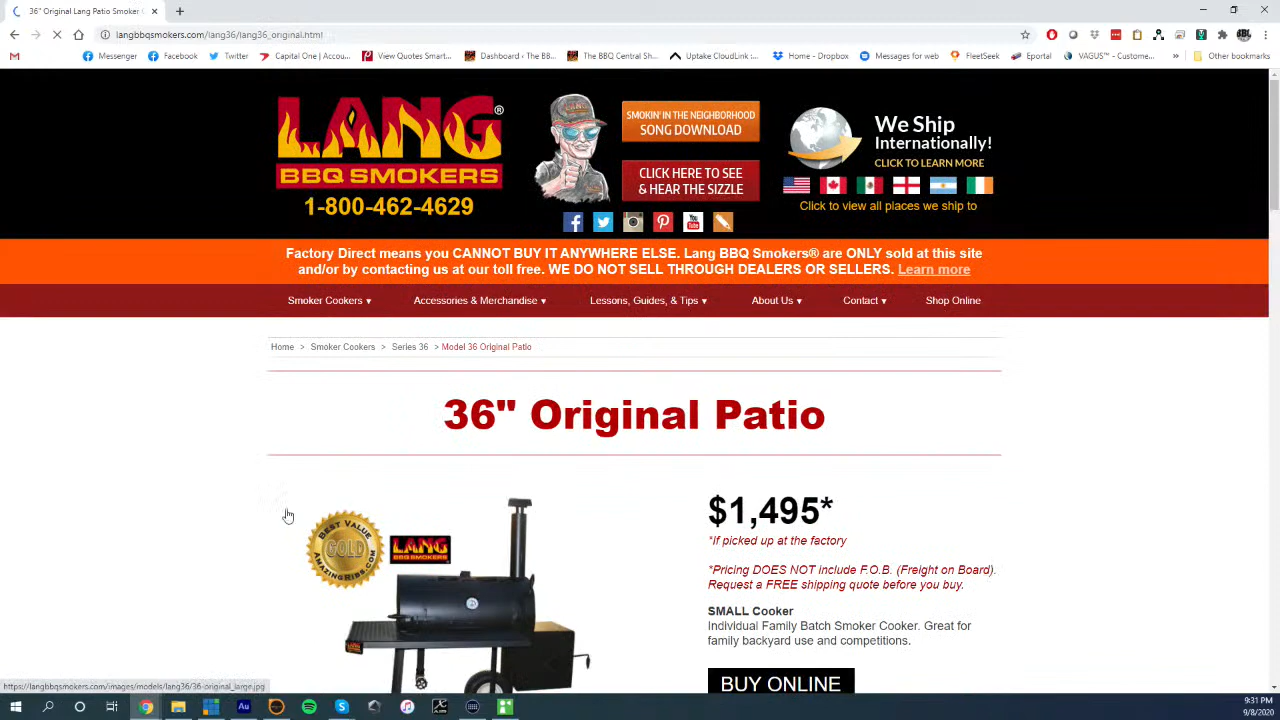 36" Original Patio
langbbqsmokers.com/lang36/lang36_original.html
Messenger
Facebook
Twitter
Capital One | Accou...
View Quotes Smart...
Dashboard - The BB...
The BBQ Central Sh...
Uptake CloudLink :...
Home - Dropbox
Messages for web
FleetSeek
Eportal
VAGUS™ - Custome...
»
Other bookmarks
LANG®
BBQ SMOKERS
1-800-462-4629
SMOKIN' IN THE NEIGHBORHOOD
SONG DOWNLOAD
CLICK HERE TO SEE
& HEAR THE SIZZLE
We Ship
Internationally!
CLICK TO LEARN MORE
Click to view all places we ship to
Factory Direct means you CANNOT BUY IT ANYWHERE ELSE. Lang BBQ Smokers® are ONLY sold at this site
and/or by contacting us at our toll free. WE DO NOT SELL THROUGH DEALERS OR SELLERS. Learn more
Smoker Cookers ▾ Accessories & Merchandise ▾ Lessons, Guides, & Tips ▾ About Us ▾ Contact ▾ Shop Online
Home > Smoker Cookers > Series 36 > Model 36 Original Patio
36" Original Patio
BEST VALUE
GOLD
AMAZINGRIBS.COM
LANG
BBQ SMOKERS
$1,495*
*If picked up at the factory
*Pricing DOES NOT include F.O.B. (Freight on Board).
Request a FREE shipping quote before you buy.
SMALL Cooker
Individual Family Batch Smoker Cooker. Great for
family backyard use and competitions.
BUY ONLINE
https://langbbqsmokers.com/images/models/lang36/36-original_large.jpg
9:31 PM
9/8/2020